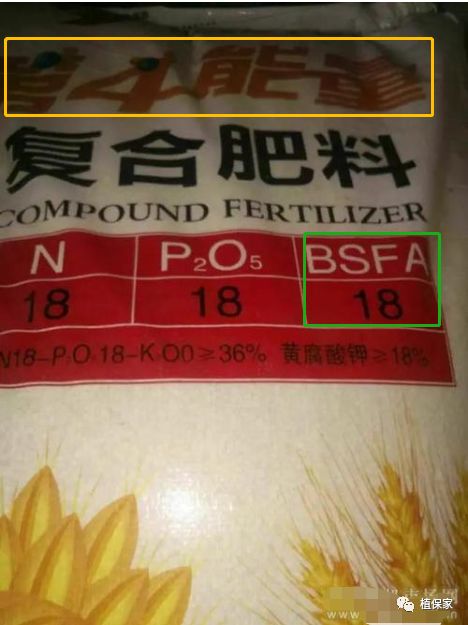 复合肥料
COMPOUND FERTILIZER
N P₂O₅ BSFA
18 18 18
N18-P₂O₅18-K₂O0≥36% 黄腐酸钾≥18%
植保家
www.